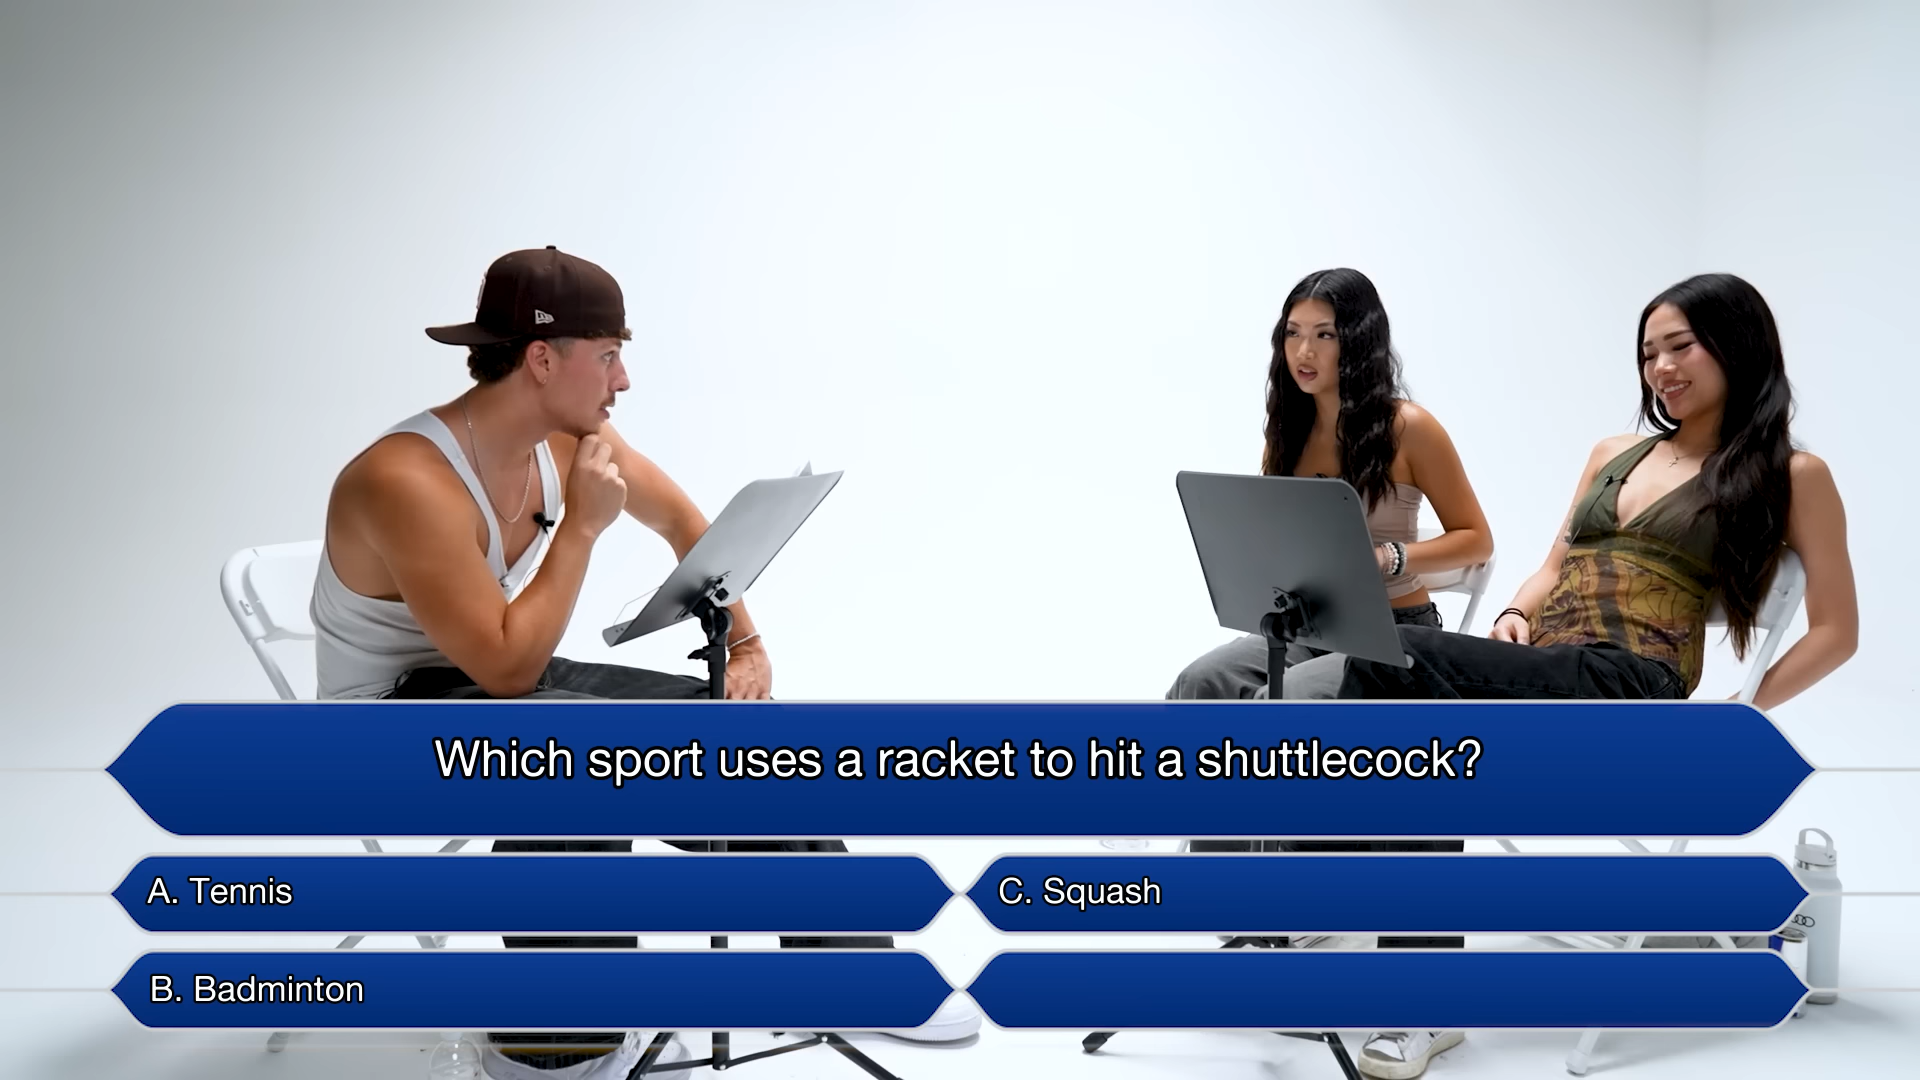 Which sport uses a racket to hit a shuttlecock?
A. Tennis
B. Badminton
C. Squash